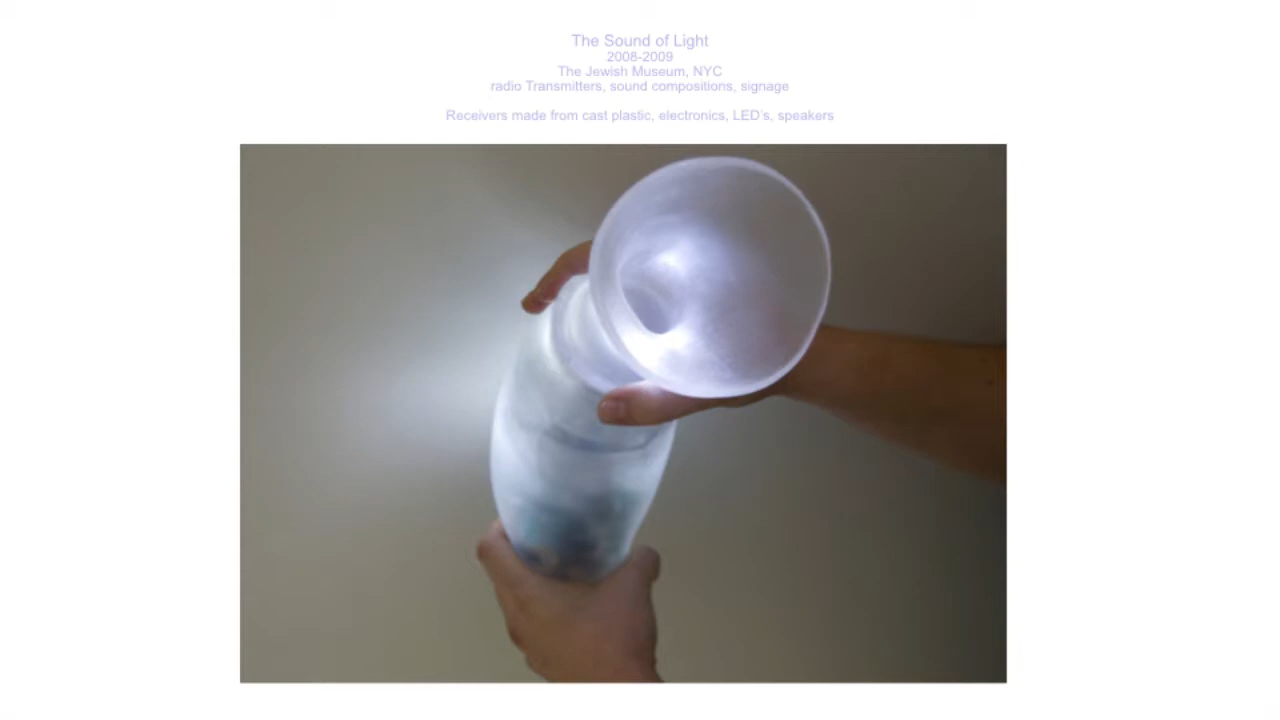 The Sound of Light
2008-2009
The Jewish Museum, NYC
radio Transmitters, sound compositions, signage
Receivers made from cast plastic, electronics, LED's, speakers